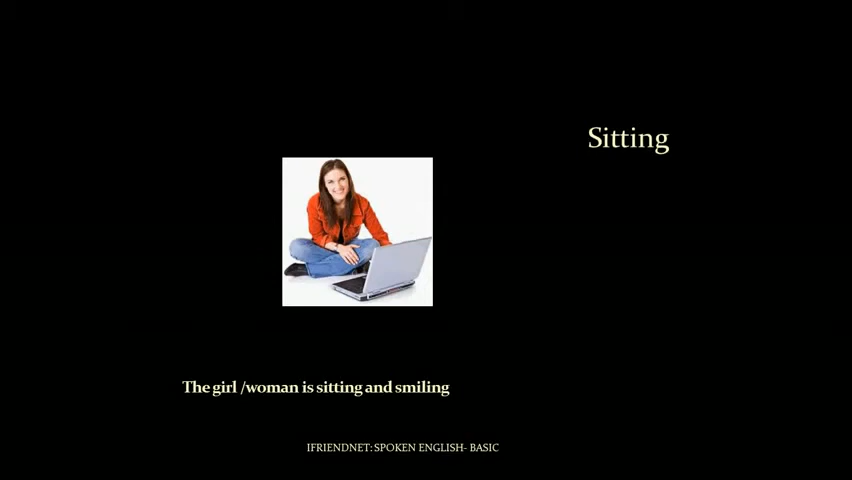 Sitting
The girl /woman is sitting and smiling
IFRIENDNET: SPOKEN ENGLISH- BASIC